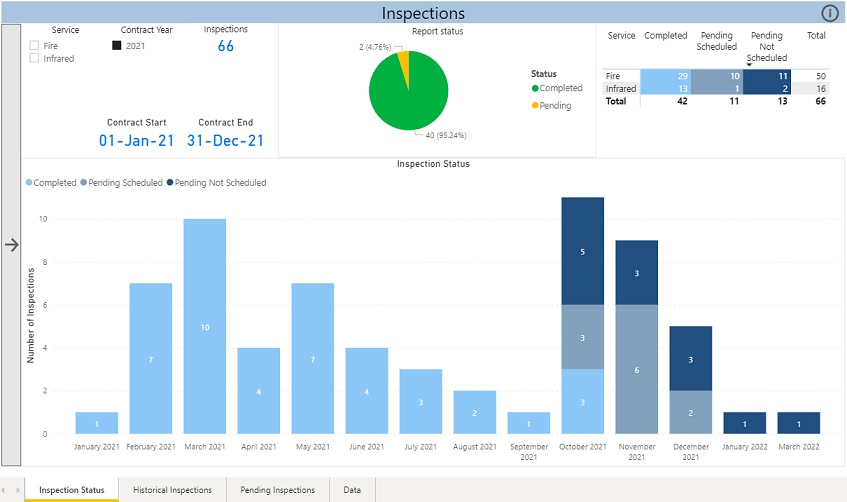 Inspections
Service
Fire
Infrared
Contract Year
2021
Inspections
66
Contract Start
01-Jan-21
Contract End
31-Dec-21
Report status
2 (4.76%)
40 (95.24%)
Status
Completed
Pending
Service Completed Pending Scheduled Pending Not Scheduled Total
Fire 29 10 11 50
Infrared 13 1 2 16
Total 42 11 13 66
Inspection Status
Completed Pending Scheduled Pending Not Scheduled
Number of Inspections
10
8
6
4
2
0
1
7
10
4
7
4
3
2
1
5
3
3
3
6
3
2
1
1
January 2021 February 2021 March 2021 April 2021 May 2021 June 2021 July 2021 August 2021 September 2021 October 2021 November 2021 December 2021 January 2022 March 2022
Inspection Status Historical Inspections Pending Inspections Data